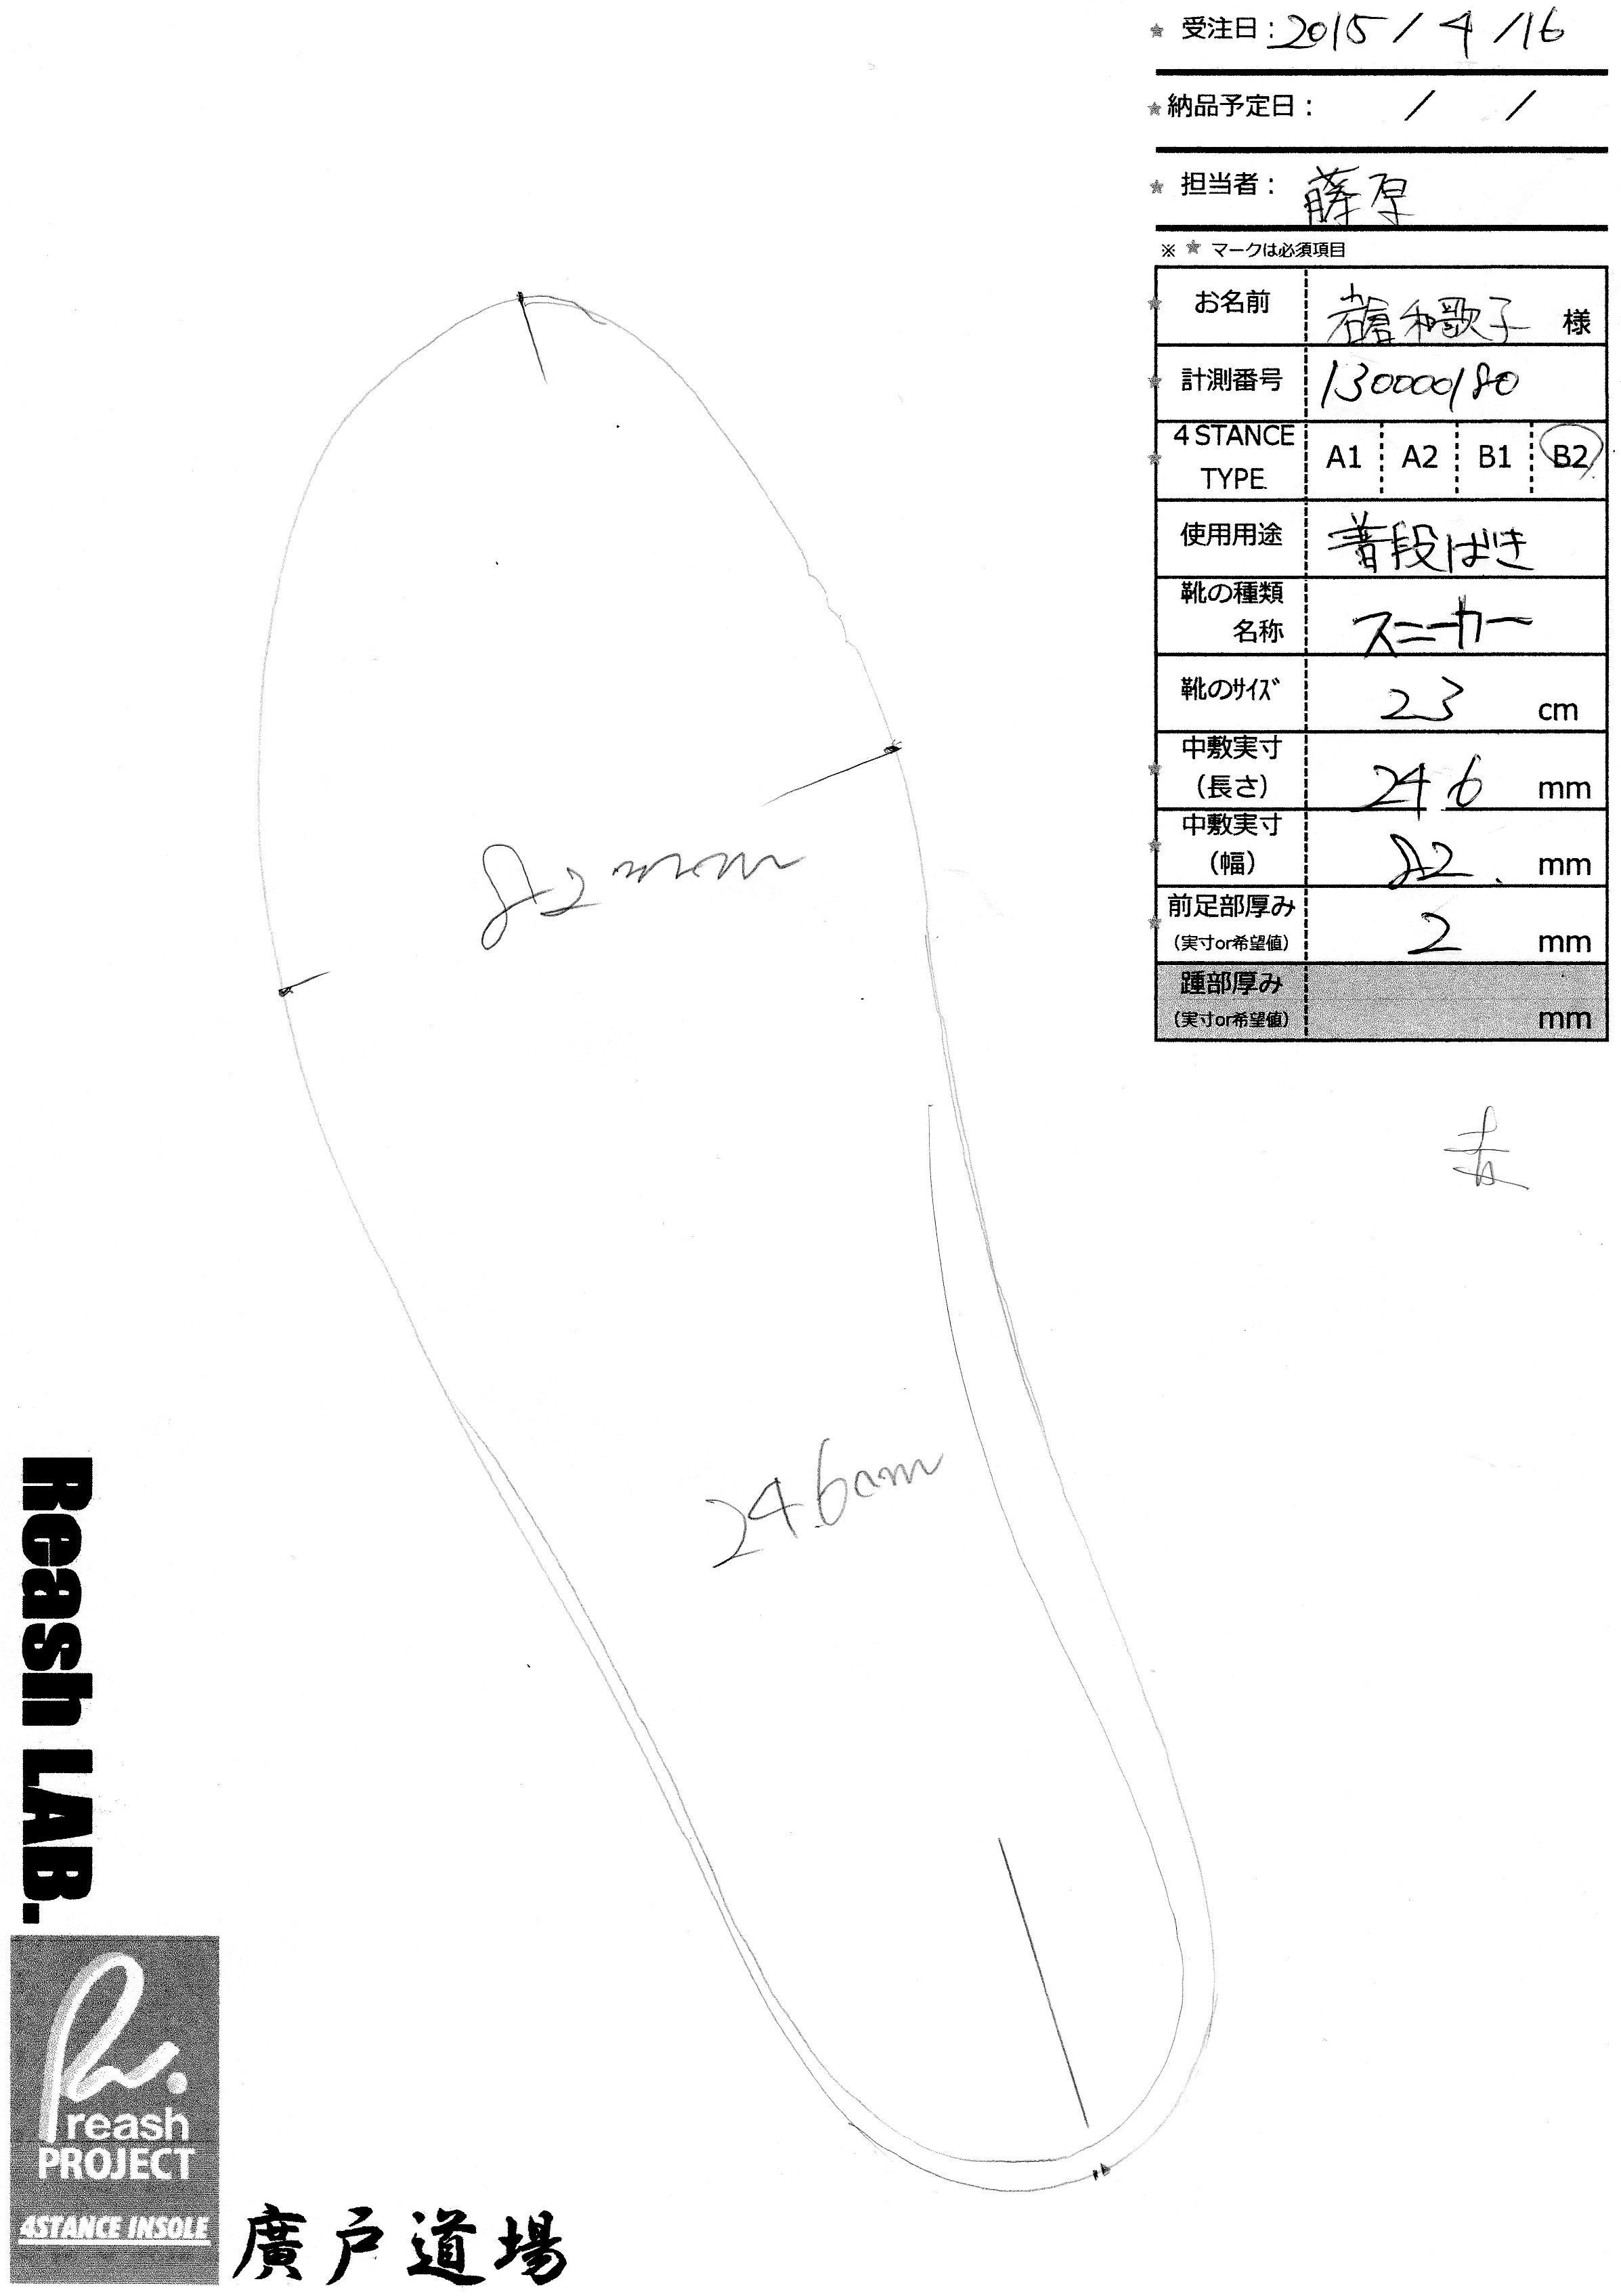 ★ 受注日：2015 / 4 / 16
★ 納品予定日： / /
★ 担当者： 藤原
※ ★ マークは必須項目
★ お名前 和歌子 様
★ 計測番号 13000180
★ 4STANCE TYPE. A1 A2 B1 B2
使用用途 普段ばき
靴の種類 名称 スニーカー
靴のサイズ 23 cm
★ 中敷実寸 (長さ) 246 mm
★ 中敷実寸 (幅) 82. mm
★ 前足部厚み (実寸or希望値) 2 mm
踵部厚み (実寸or希望値) mm
82mm
24.6cm
Reash LAB.
reash
PROJECT
4STANCE INSOLE
廣戸道場